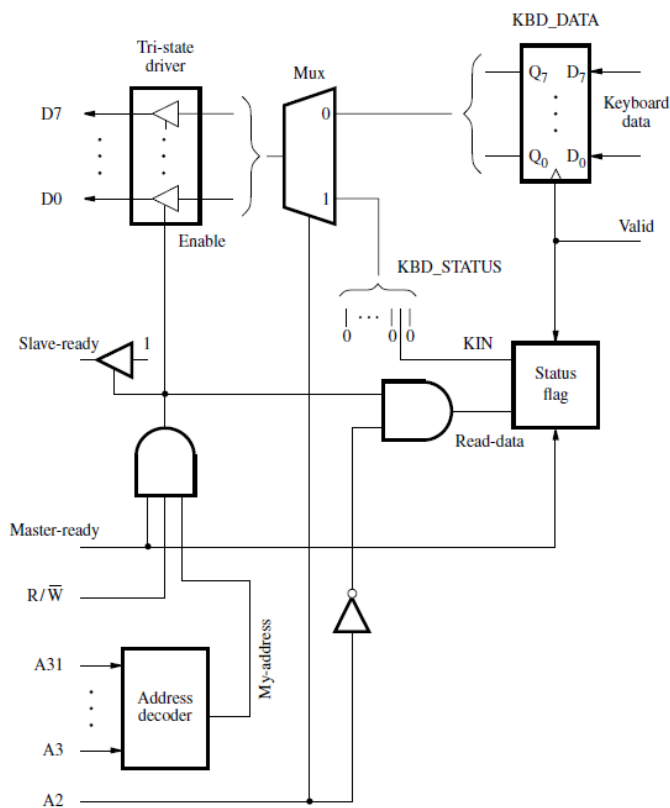 KBD_DATA
Tri-state
driver
Mux
Q7 D7
D7
0
Keyboard
data
Q0 D0
D0
1
Enable
Valid
KBD_STATUS
Slave-ready
1
0 0 0
KIN
Status
flag
Read-data
Master-ready
R/W̅
My-address
A31
Address
decoder
A3
A2